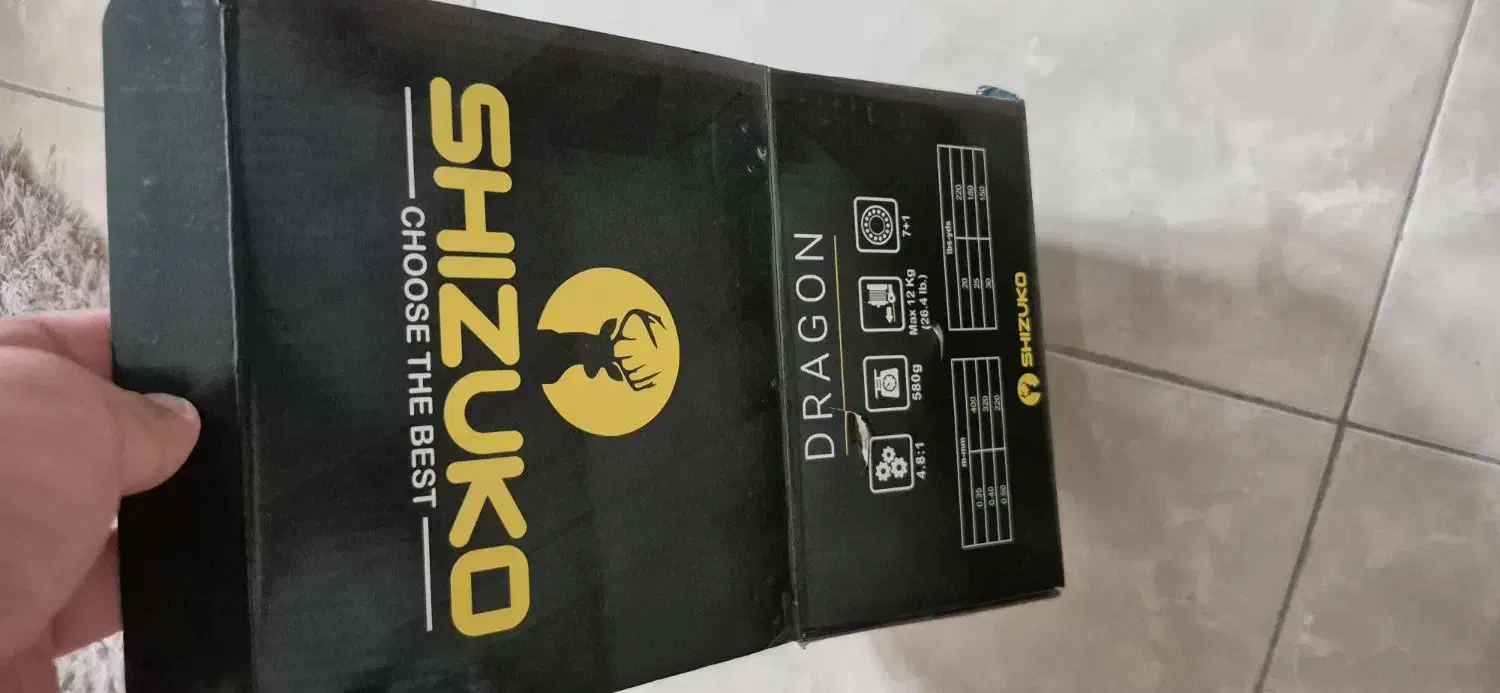 SHIZUKO
CHOOSE THE BEST
DRAGON
4.8:1
580g
Max 12 Kg
(26.4 lb.)
7+1
m-mm
0.35 400
0.40 320
0.50 220
lbs-yds
20 220
25 180
30 150
SHIZUKO